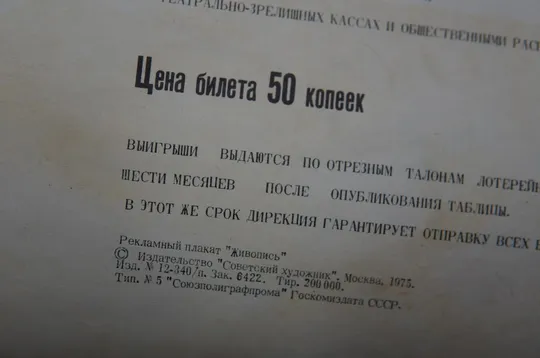 ТЕАТРАЛЬНО-ЗРЕЛИЩНЫХ КАССАХ И ОБЩЕСТВЕННЫМИ
Цена билета 50 копеек
ВЫИГРЫШИ ВЫДАЮТСЯ ПО ОТРЕЗНЫМ ТАЛОНАМ
ШЕСТИ МЕСЯЦЕВ ПОСЛЕ ОПУБЛИКОВАНИЯ ТАБЛИЦЫ.
В ЭТОТ ЖЕ СРОК ДИРЕКЦИЯ ГАРАНТИРУЕТ ОТПРАВКУ ВСЕХ
Рекламный плакат "Живопись"
© Издательство "Советский художник". Москва, 1975.
Изд. № 12-340/п. Зак. 6422. Тир. 200 000.
Тип. № 5 "Союзполиграфпрома" Госкомиздата СССР.